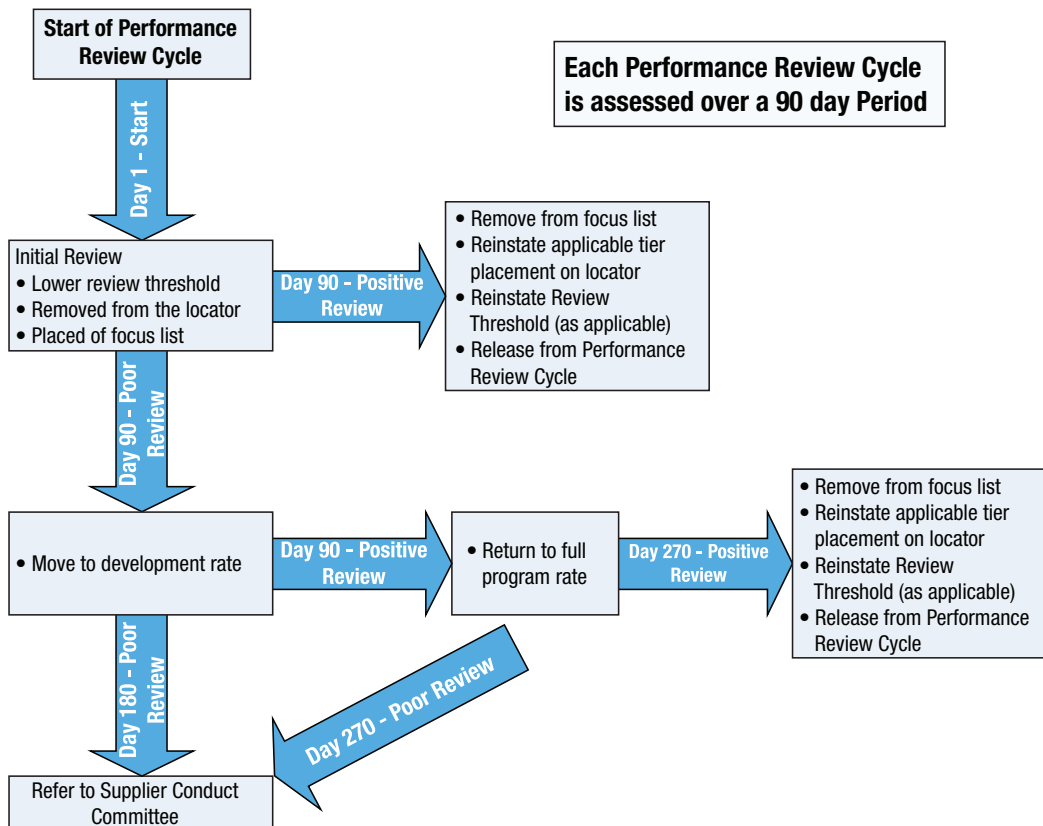 Start of Performance
Review Cycle
Each Performance Review Cycle
is assessed over a 90 day Period
Day 1 - Start
Initial Review
• Lower review threshold
• Removed from the locator
• Placed of focus list
Day 90 - Positive
Review
• Remove from focus list
• Reinstate applicable tier
placement on locator
• Reinstate Review
Threshold (as applicable)
• Release from Performance
Review Cycle
Day 90 - Poor
Review
• Move to development rate
Day 90 - Positive
Review
• Return to full
program rate
Day 270 - Positive
Review
• Remove from focus list
• Reinstate applicable tier
placement on locator
• Reinstate Review
Threshold (as applicable)
• Release from Performance
Review Cycle
Day 180 - Poor
Review
Day 270 - Poor Review
Refer to Supplier Conduct
Committee